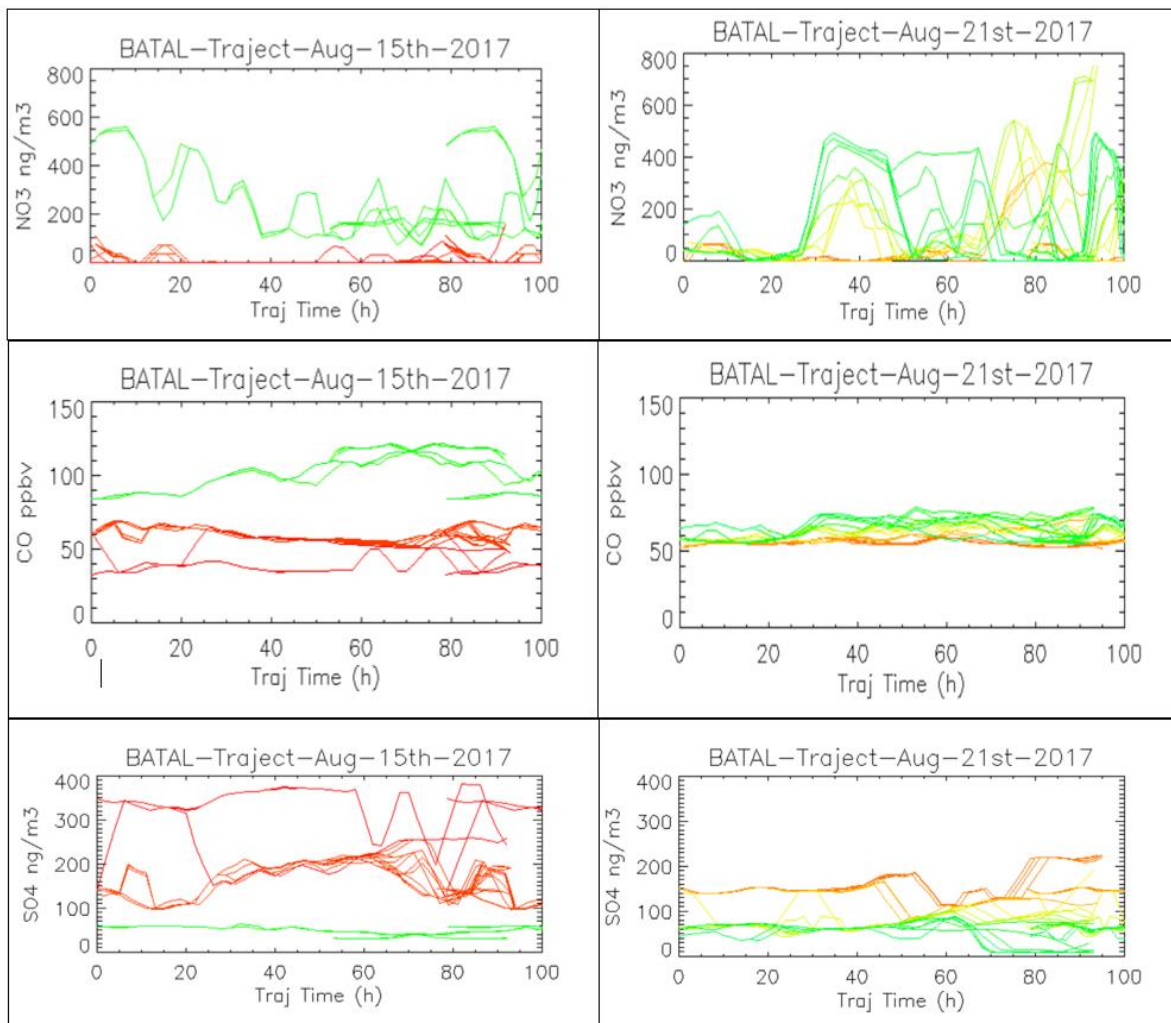 BATAL-Traject-Aug-15th-2017
NO3 ng/m3
800
600
400
200
0
0 20 40 60 80 100
Traj Time (h)
BATAL-Traject-Aug-21st-2017
NO3 ng/m3
800
600
400
200
0
0 20 40 60 80 100
Traj Time (h)
BATAL-Traject-Aug-15th-2017
CO ppbv
150
100
50
0
0 20 40 60 80 100
Traj Time (h)
BATAL-Traject-Aug-21st-2017
CO ppbv
150
100
50
0
0 20 40 60 80 100
Traj Time (h)
BATAL-Traject-Aug-15th-2017
SO4 ng/m3
400
300
200
100
0
0 20 40 60 80 100
Traj Time (h)
BATAL-Traject-Aug-21st-2017
SO4 ng/m3
400
300
200
100
0
0 20 40 60 80 100
Traj Time (h)